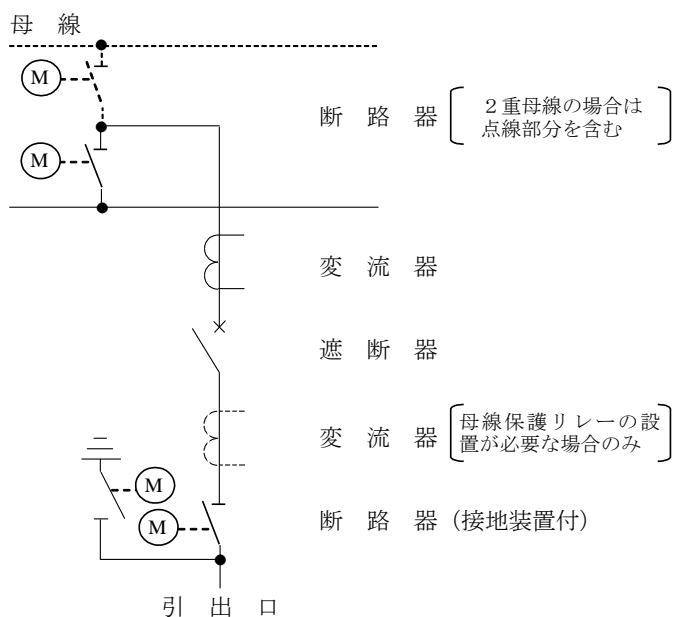 母線
M
断路器
２重母線の場合は
点線部分を含む
M
変流器
遮断器
変流器
母線保護リレーの設
置が必要な場合のみ
M
M
断路器（接地装置付）
引出口